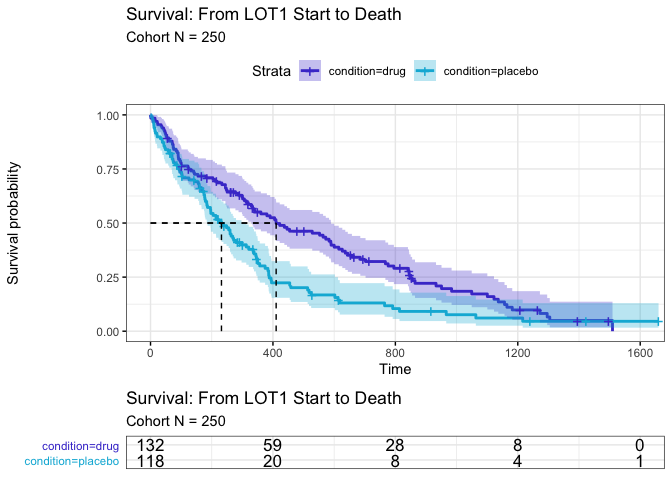 Survival: From LOT1 Start to Death
Cohort N = 250
Strata condition=drug condition=placebo
Survival probability
1.00
0.75
0.50
0.25
0.00
0 400 800 1200 1600
Time
Survival: From LOT1 Start to Death
Cohort N = 250
condition=drug 132 59 28 8 0
condition=placebo 118 20 8 4 1